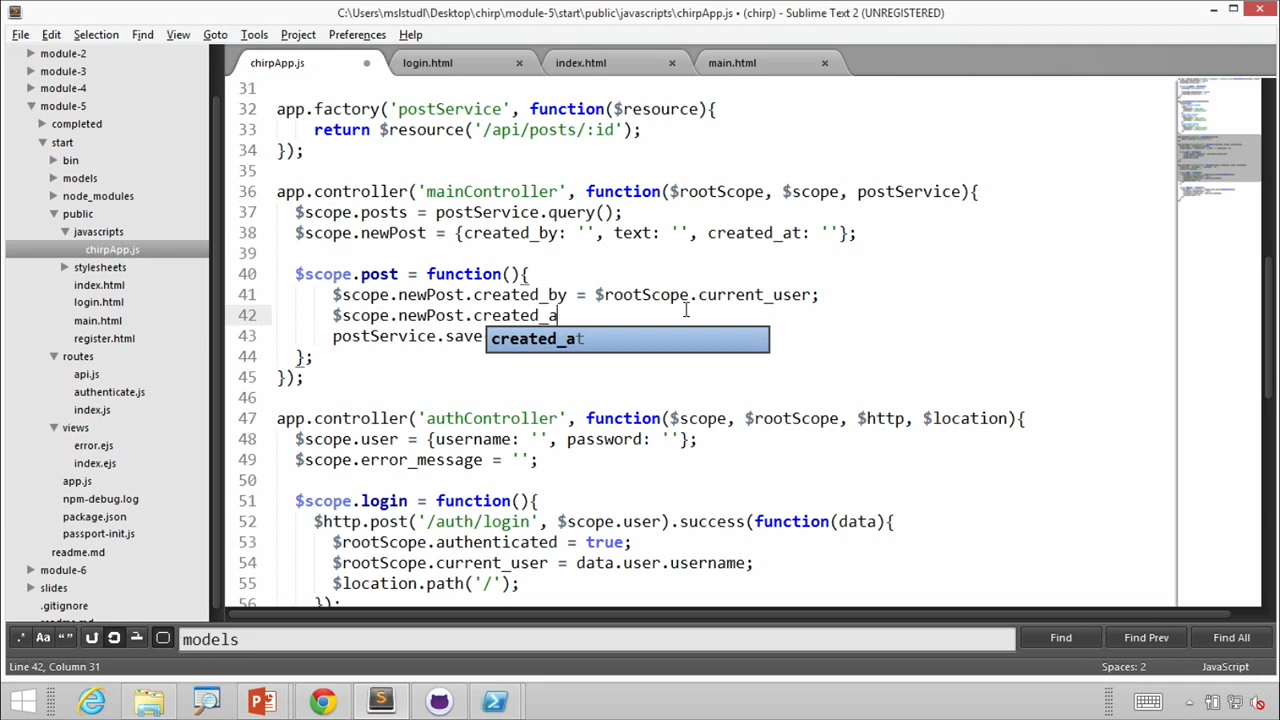 C:\Users\mslstudl\Desktop\chirp\module-5\start\public\javascripts\chirpApp.js • (chirp) - Sublime Text 2 (UNREGISTERED)
File Edit Selection Find View Goto Tools Project Preferences Help
chirpApp.js login.html × index.html × main.html ×
module-2
module-3
module-4
module-5
completed
start
bin
models
node_modules
public
javascripts
chirpApp.js
stylesheets
index.html
login.html
main.html
register.html
routes
api.js
authenticate.js
index.js
views
error.ejs
index.ejs
app.js
npm-debug.log
package.json
passport-init.js
readme.md
module-6
slides
.gitignore
31
32 app.factory('postService', function($resource){
33 return $resource('/api/posts/:id');
34 });
35
36 app.controller('mainController', function($rootScope, $scope, postService){
37 $scope.posts = postService.query();
38 $scope.newPost = {created_by: '', text: '', created_at: ''};
39
40 $scope.post = function(){
41 $scope.newPost.created_by = $rootScope.current_user;
42 $scope.newPost.created_a
43 postService.save
created_at
44 };
45 });
46
47 app.controller('authController', function($scope, $rootScope, $http, $location){
48 $scope.user = {username: '', password: ''};
49 $scope.error_message = '';
50
51 $scope.login = function(){
52 $http.post('/auth/login', $scope.user).success(function(data){
53 $rootScope.authenticated = true;
54 $rootScope.current_user = data.user.username;
55 $location.path('/');
56 });
.* Aa “” models Find Find Prev Find All
Line 42, Column 31 Spaces: 2 JavaScript